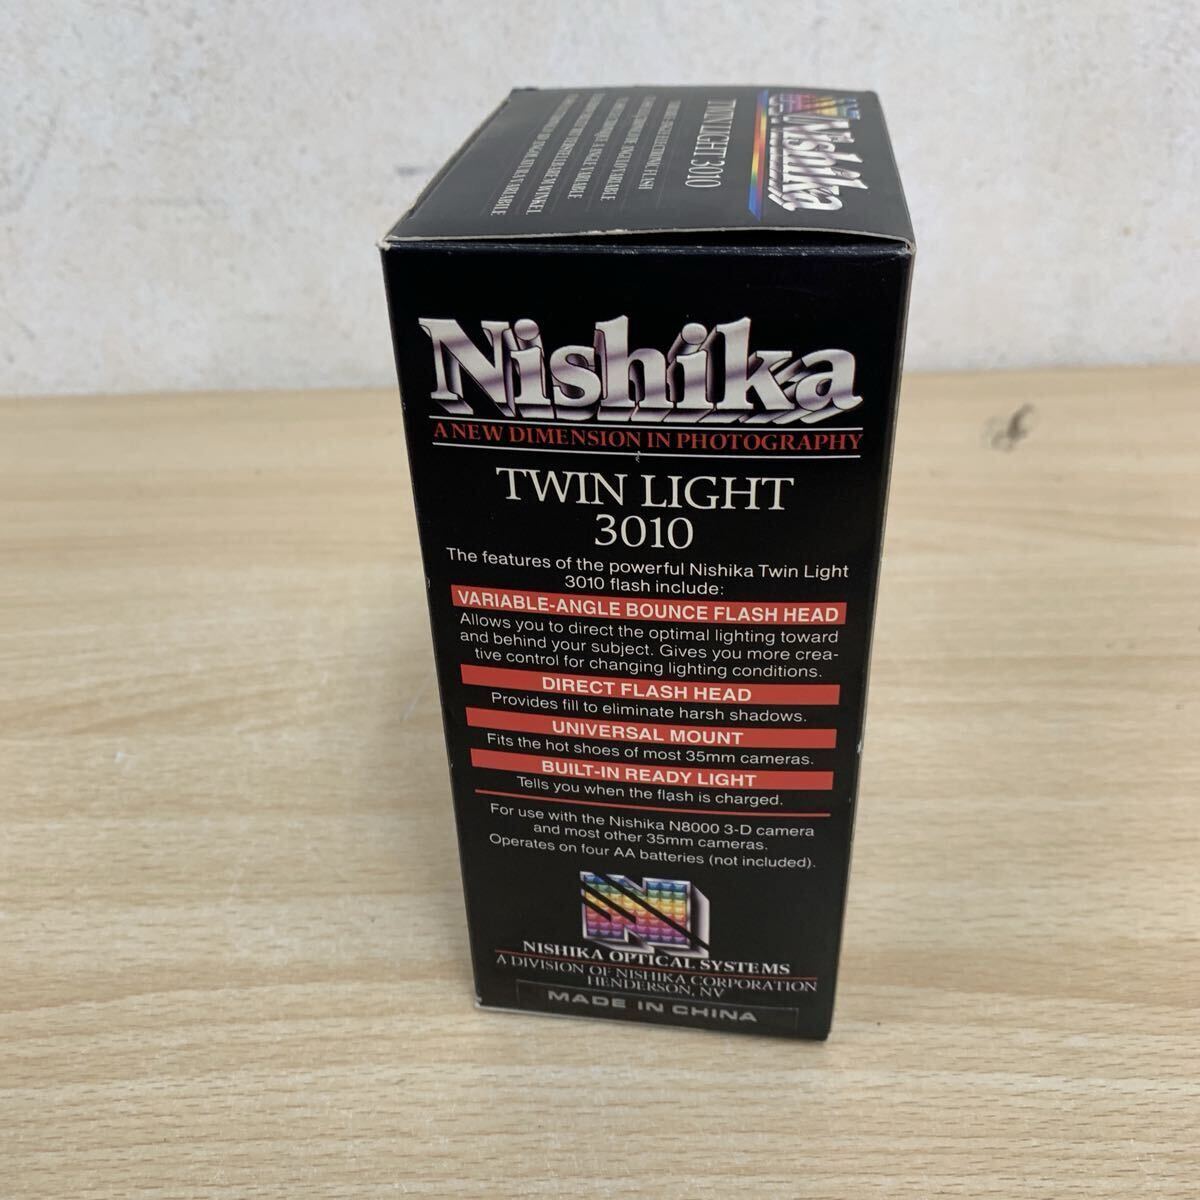 Nishika
TWIN LIGHT 3010
Nishika
A NEW DIMENSION IN PHOTOGRAPHY
TWIN LIGHT
3010
The features of the powerful Nishika Twin Light
3010 flash include:
VARIABLE-ANGLE BOUNCE FLASH HEAD
Allows you to direct the optimal lighting toward
and behind your subject. Gives you more crea-
tive control for changing lighting conditions.
DIRECT FLASH HEAD
Provides fill to eliminate harsh shadows.
UNIVERSAL MOUNT
Fits the hot shoes of most 35mm cameras.
BUILT-IN READY LIGHT
Tells you when the flash is charged.
For use with the Nishika N8000 3-D camera
and most other 35mm cameras.
Operates on four AA batteries (not included).
N
NISHIKA OPTICAL SYSTEMS
A DIVISION OF NISHIKA CORPORATION
HENDERSON, NV
MADE IN CHINA